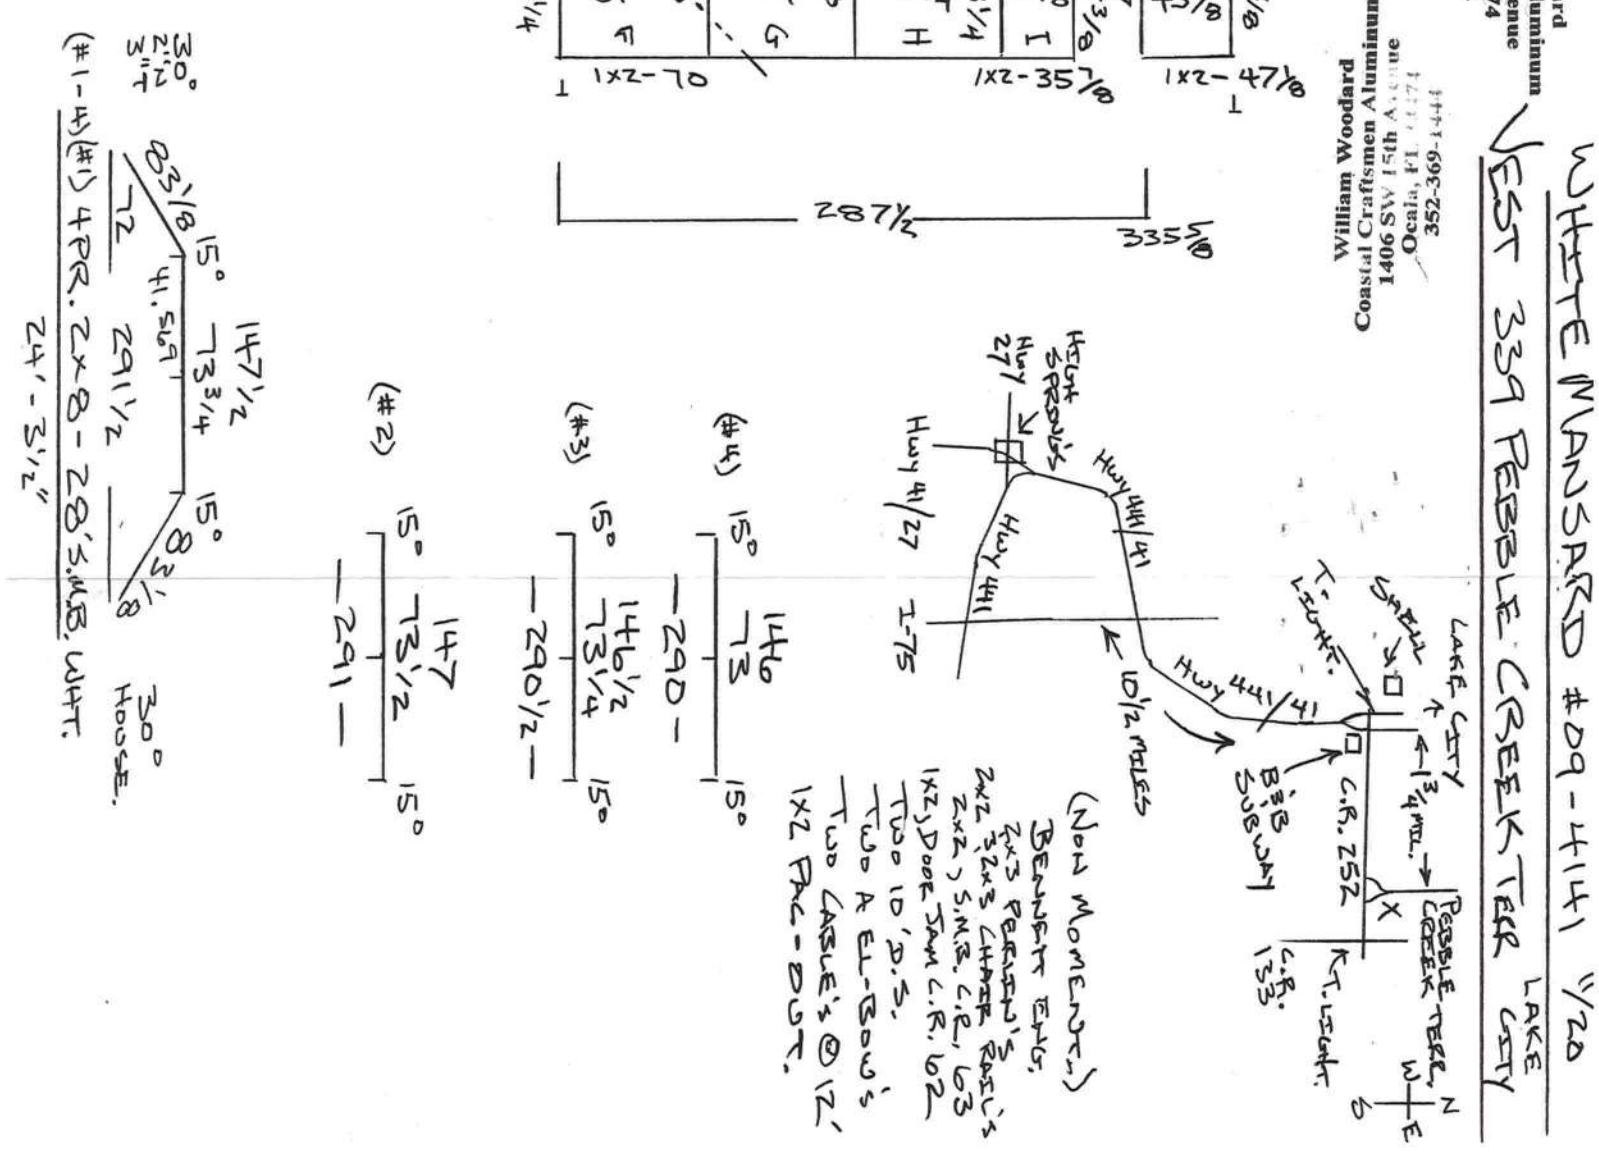 WHITE MANSARD #09-4141 11/20
WEST 339 PEBBLE CREEK TERR LAKE CITY
William Woodard
Coastal Craftsmen Aluminum
1406 SW 15th Avenue
Ocala, FL
352-369-1444
LAKE CITY
SHELL
T-LIGHT.
1 3/4 MIL.
PEBBLE TERR.
CREEK
N
W
E
S
X
C.R. 252
C.R.
133
T. LIGHT.
B&B
SUBWAY
Hwy 441/41
10 1/2 MILES
I-75
Hwy 441/41
Hwy 441
HIGH
SPRING'S
Hwy
27
Hwy 41/27
(NON MOMENT..)
BENNETT ENG.
2x3 PERLIN'S
2x2, 2x3 CHAIR RAIL'S
2x2, S.M.B. C.R. 63
1x2, DOOR JAM C.R. 62
TWO 10' D.S.
TWO A EL-BOW'S
TWO CABLE'S @ 12'
1x2 PAC-OUT.
F
G
H
I
1x2-70
1x2-35 7/8
1x2-47 1/8
287 1/2
335 5/8
(#4) 15° 146 15°
73
-290-
(#3) 15° 146 1/2 15°
73 1/4
-290 1/2-
(#2) 15° 147 15°
73 1/2
-291-
147 1/2
15° 73 3/4 15°
41.569
83 1/8
83 1/8
72
291 1/2
30°
30°
HOUSE.
(#1-4)(#1) 4 PR. 2x8-28'S.M.B. WHT.
24'-3 1/2"